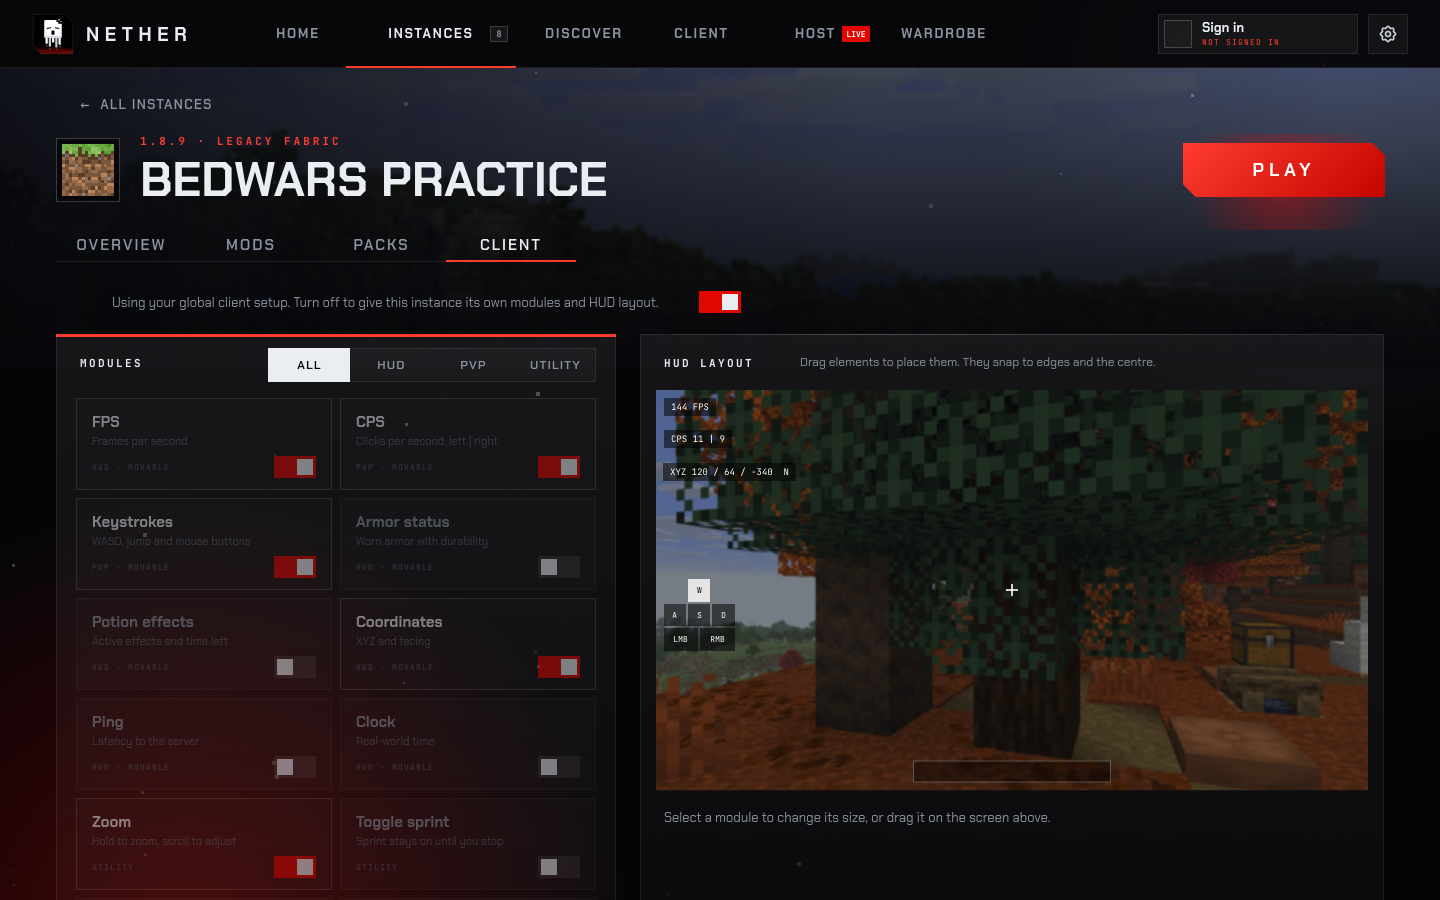 NETHER
HOME
INSTANCES 8
DISCOVER
CLIENT
HOST LIVE
WARDROBE
Sign in
NOT SIGNED IN
← ALL INSTANCES
1.8.9 · LEGACY FABRIC
BEDWARS PRACTICE
PLAY
OVERVIEW
MODS
PACKS
CLIENT
Using your global client setup. Turn off to give this instance its own modules and HUD layout.
MODULES
ALL
HUD
PVP
UTILITY
FPS
Frames per second
HUD · MOVABLE
CPS
Clicks per second, left | right
PVP · MOVABLE
Keystrokes
WASD, jump and mouse buttons
PVP · MOVABLE
Armor status
Worn armor with durability
HUD · MOVABLE
Potion effects
Active effects and time left
HUD · MOVABLE
Coordinates
XYZ and facing
HUD · MOVABLE
Ping
Latency to the server
HUD · MOVABLE
Clock
Real-world time
HUD · MOVABLE
Zoom
Hold to zoom, scroll to adjust
UTILITY
Toggle sprint
Sprint stays on until you stop
UTILITY
HUD LAYOUT
Drag elements to place them. They snap to edges and the centre.
144 FPS
CPS 11 | 9
XYZ 120 / 64 / -340 N
W
A S D
LMB RMB
Select a module to change its size, or drag it on the screen above.